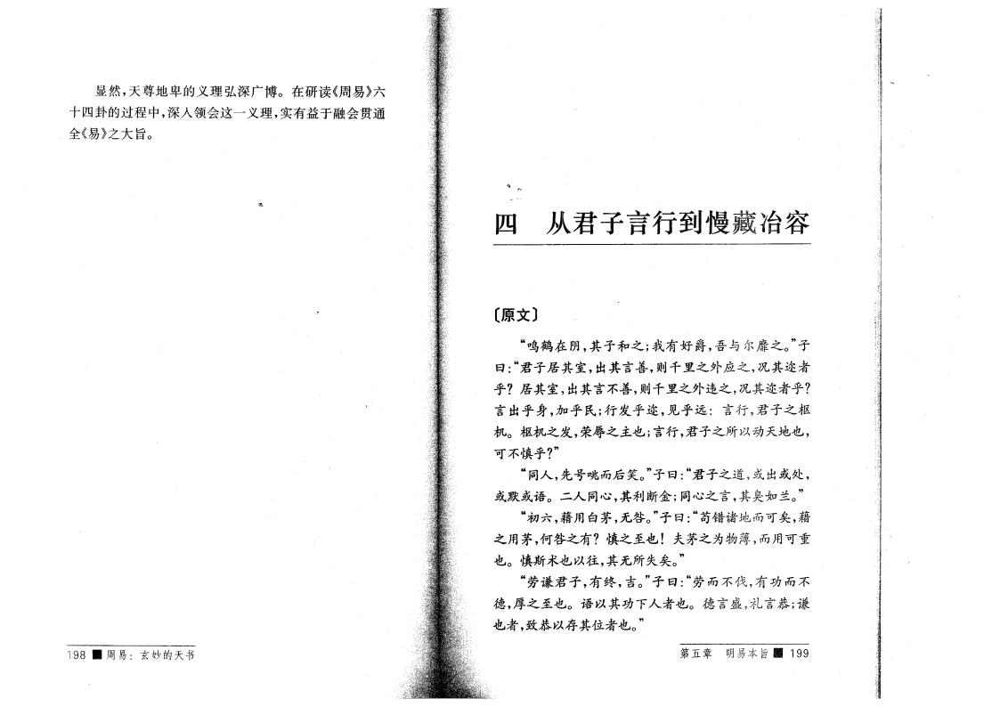 显然，天尊地卑的义理弘深广博。在研读《周易》六
十四卦的过程中，深入领会这一义理，实有益于融会贯通
全《易》之大旨。
198 ■ 周易：玄妙的天书
四 从君子言行到慢藏冶容
〔原文〕
“鸣鹤在阴，其子和之；我有好爵，吾与尔靡之。”子
曰：“君子居其室，出其言善，则千里之外应之，况其迩者
乎？居其室，出其言不善，则千里之外违之，况其迩者乎？
言出乎身，加乎民；行发乎迩，见乎远：言行，君子之枢
机。枢机之发，荣辱之主也；言行，君子之所以动天地也，
可不慎乎？”
“同人，先号咷而后笑。”子曰：“君子之道，或出或处，
或默或语。二人同心，其利断金；同心之言，其臭如兰。”
“初六，藉用白茅，无咎。”子曰：“苟错诸地而可矣，藉
之用茅，何咎之有？慎之至也！夫茅之为物薄，而用可重
也。慎斯术也以往，其无所失矣。”
“劳谦君子，有终，吉。”子曰：“劳而不伐，有功而不
德，厚之至也。语以其功下人者也。德言盛，礼言恭；谦
也者，致恭以存其位者也。”
第五章 明易本旨 ■ 199